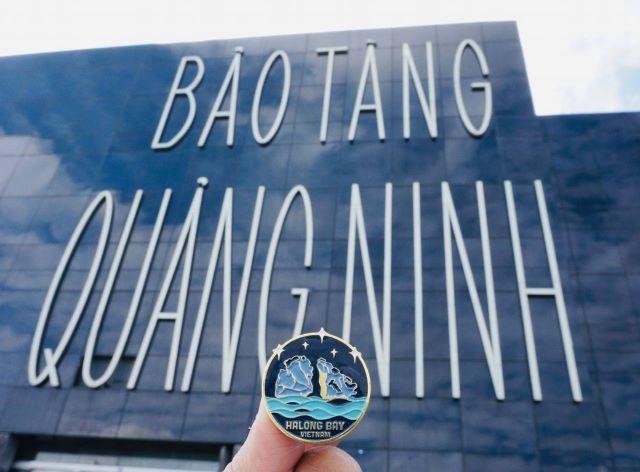 BẢO TÀNG
QUẢNG NINH
HALONG BAY
VIETNAM